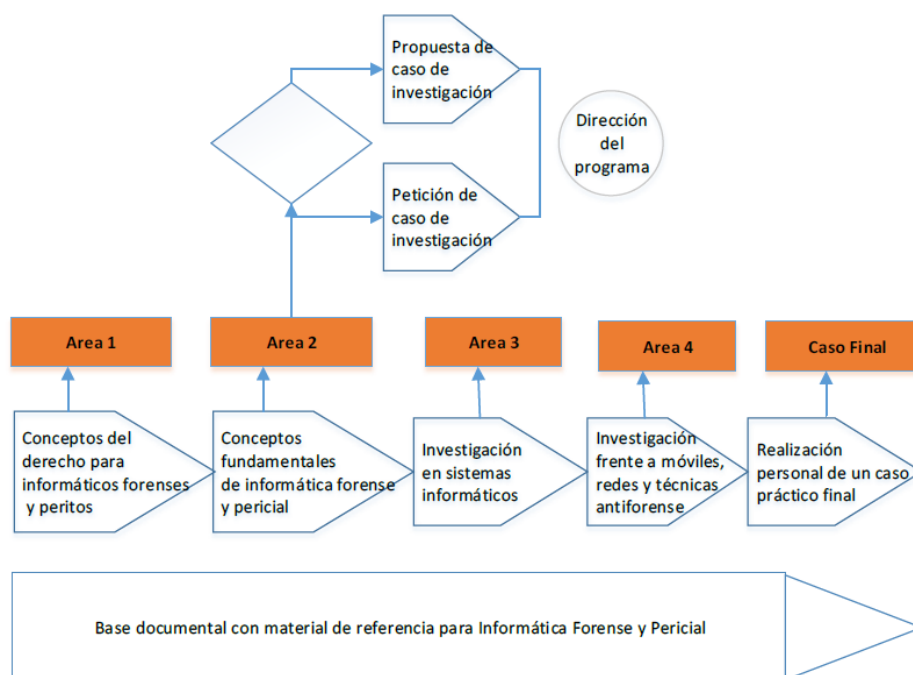 Propuesta de
caso de
investigación
Dirección
del
programa
Petición de
caso de
investigación
Area 1
Area 2
Area 3
Area 4
Caso Final
Conceptos del
derecho para
informáticos forenses
y peritos
Conceptos
fundamentales
de informática forense
y pericial
Investigación
en sistemas
informáticos
Investigación
frente a móviles,
redes y técnicas
antiforense
Realización
personal de un caso
práctico final
Base documental con material de referencia para Informática Forense y Pericial